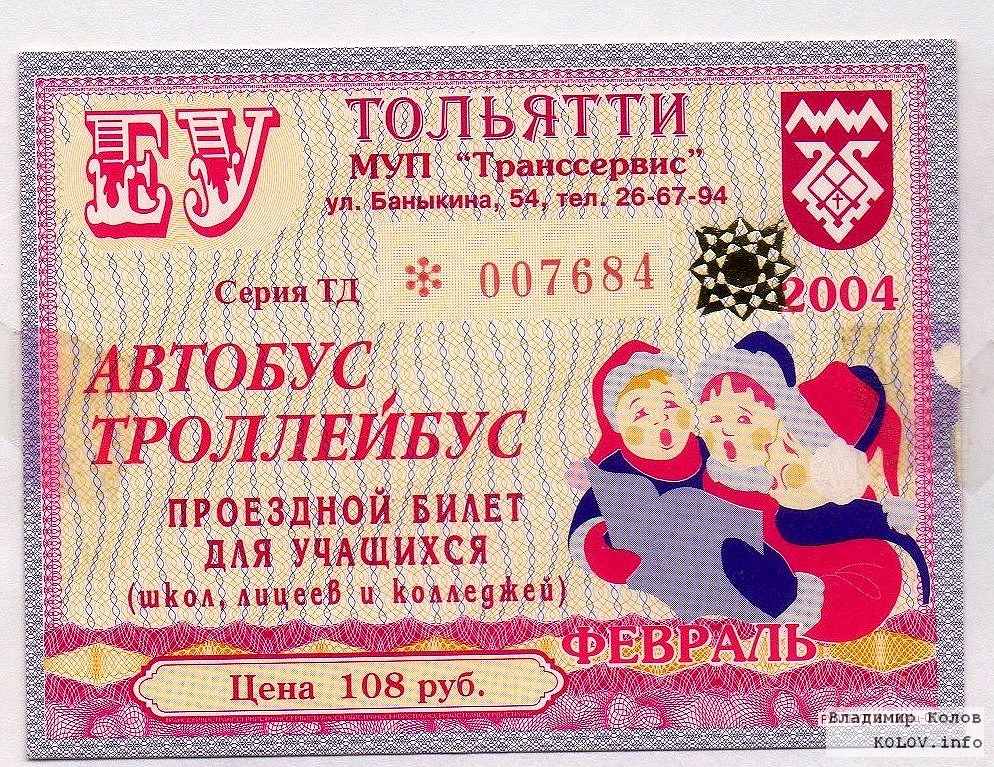 ЕУ
ТОЛЬЯТТИ
МУП “Транссервис”
ул. Баныкина, 54, тел. 26-67-94
Серия ТД
* 007684
2004
АВТОБУС
ТРОЛЛЕЙБУС
ПРОЕЗДНОЙ БИЛЕТ
ДЛЯ УЧАЩИХСЯ
(школ, лицеев и колледжей)
ФЕВРАЛЬ
Цена 108 руб.
Владимир Колов
KOLOV.info